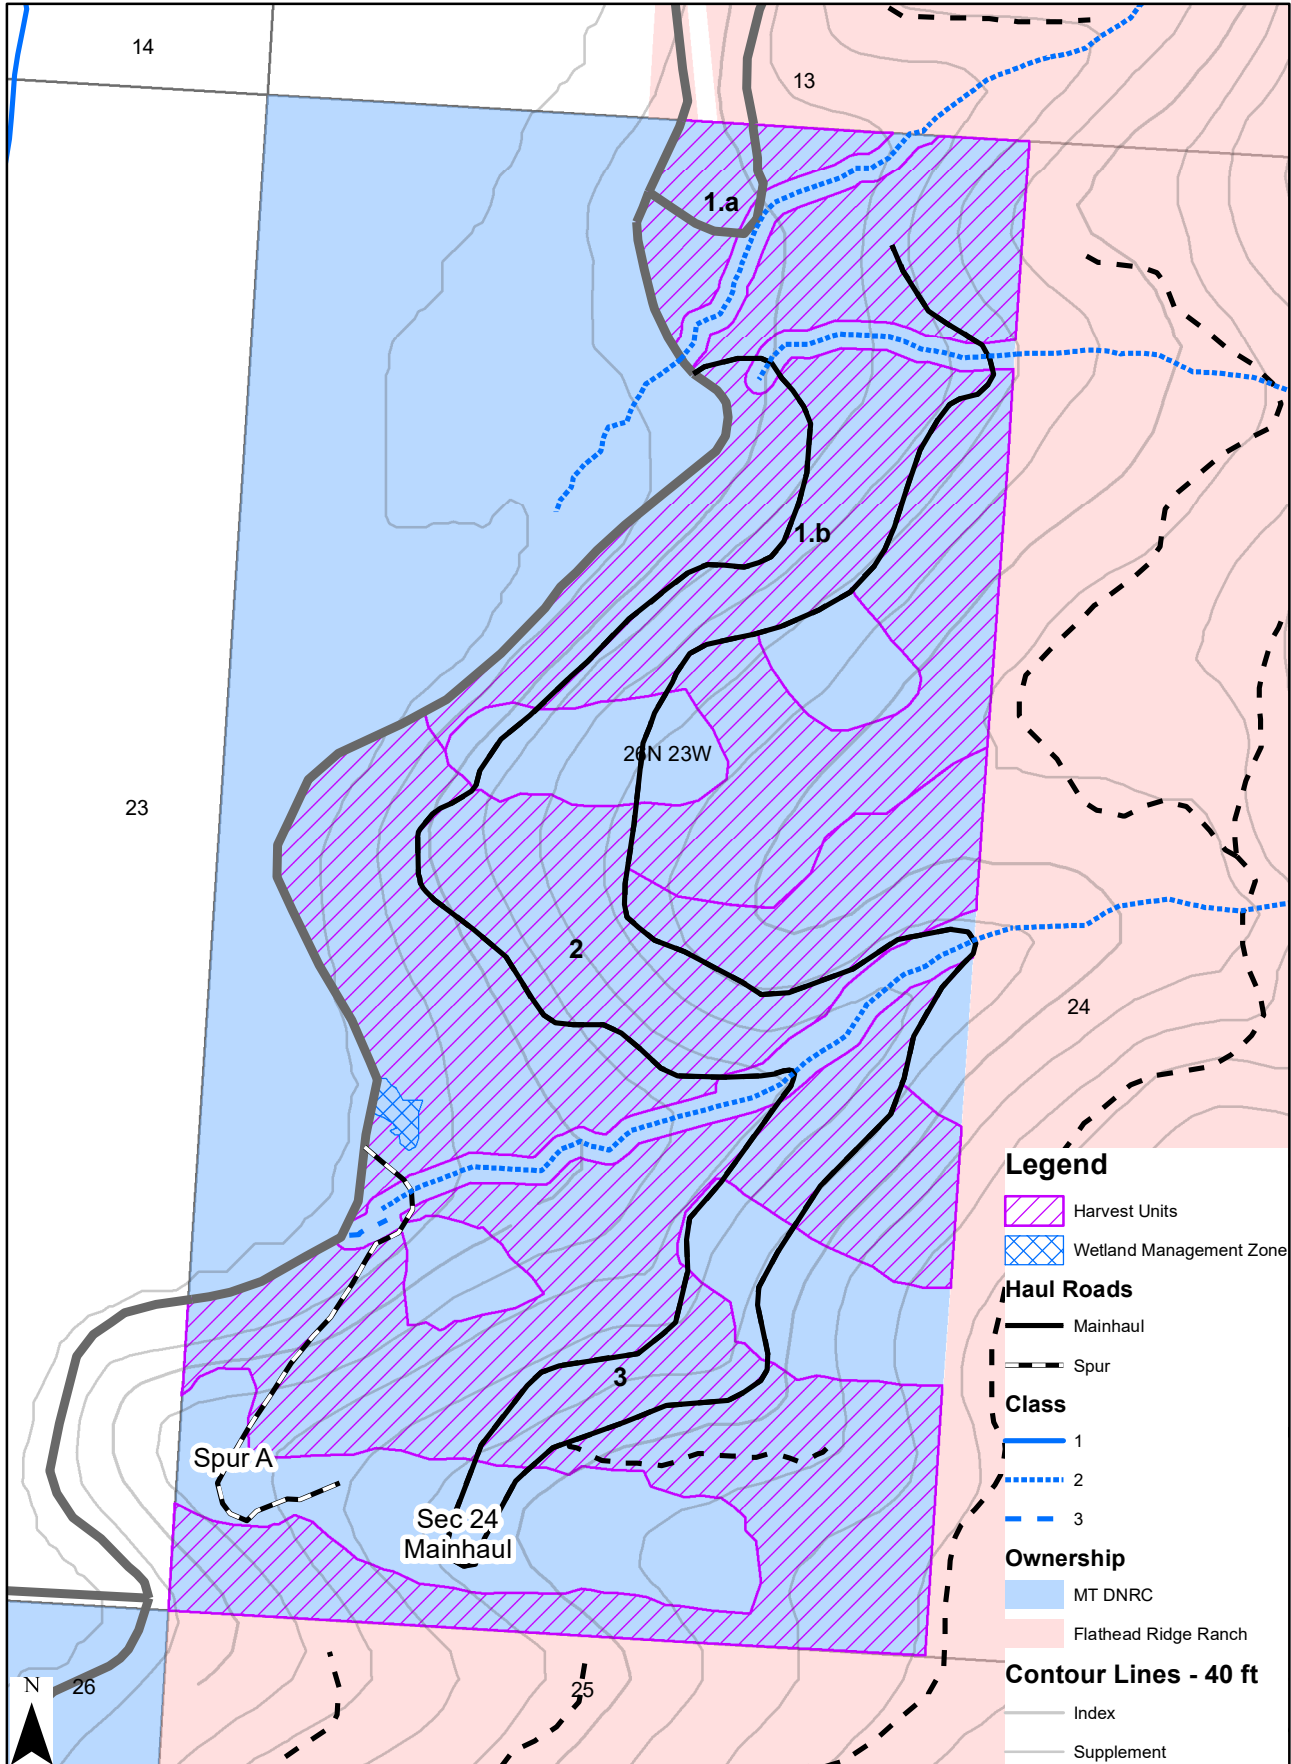 14
13
1.a
1.b
26N 23W
23
2
24
3
Spur A
Sec 24
Mainhaul
26
25
N
Legend
Harvest Units
Wetland Management Zone
Haul Roads
Mainhaul
Spur
Class
1
2
3
Ownership
MT DNRC
Flathead Ridge Ranch
Contour Lines - 40 ft
Index
Supplement